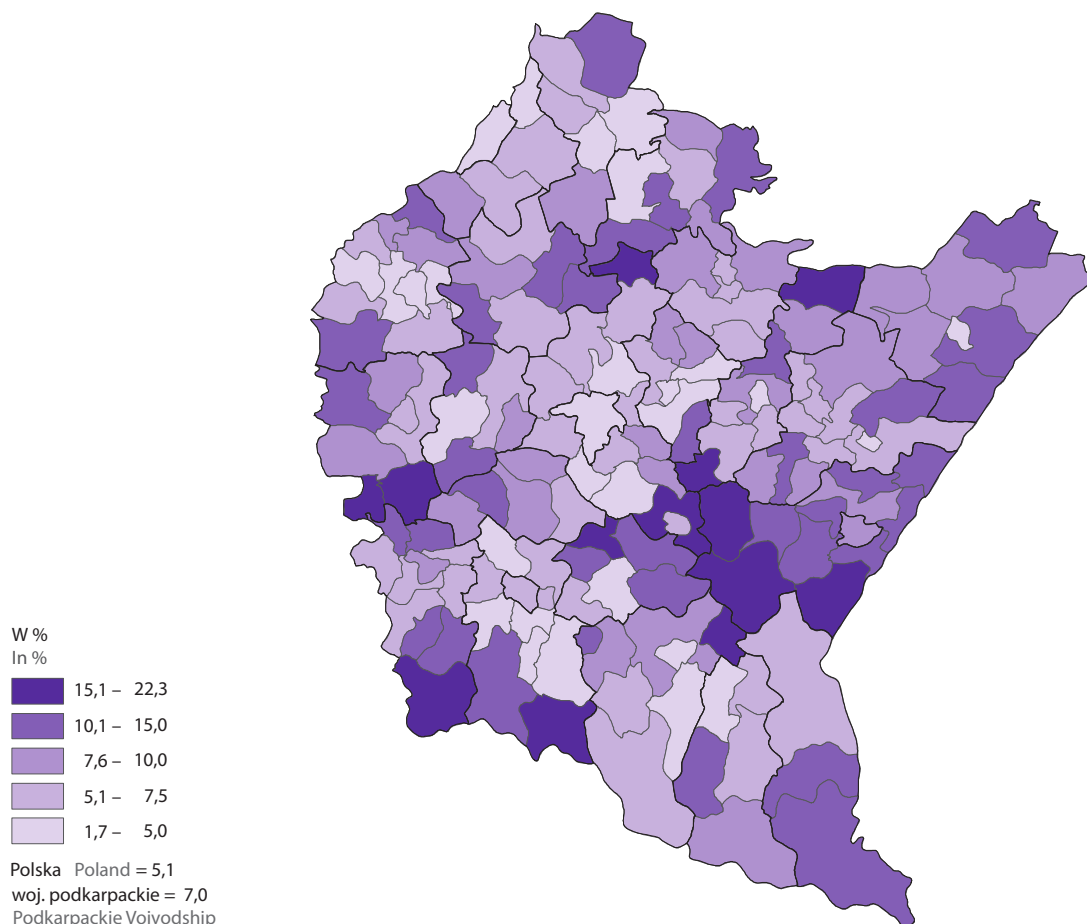 W %
In %
15,1 – 22,3
10,1 – 15,0
7,6 – 10,0
5,1 – 7,5
1,7 – 5,0
Polska Poland = 5,1
woj. podkarpackie = 7,0
Podkarpackie Voivodship